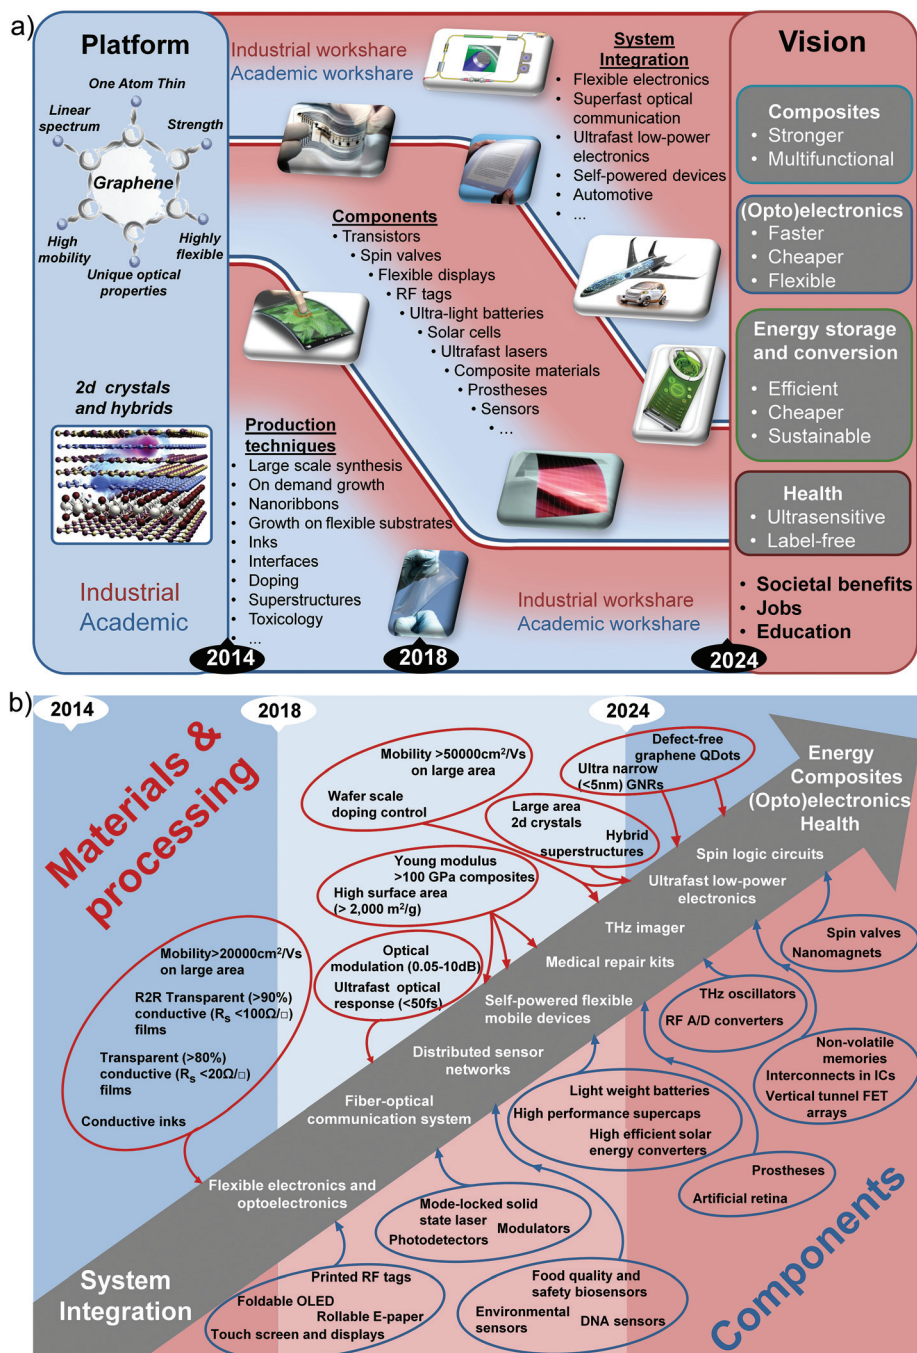 a)
Platform
One Atom Thin
Linear
spectrum
Strength
Graphene
High
mobility
Highly
flexible
Unique optical
properties
2d crystals
and hybrids
Industrial
Academic
Industrial workshare
Academic workshare
System
Integration
• Flexible electronics
• Superfast optical
communication
• Ultrafast low-power
electronics
• Self-powered devices
• Automotive
• ...
Components
• Transistors
• Spin valves
• Flexible displays
• RF tags
• Ultra-light batteries
• Solar cells
• Ultrafast lasers
• Composite materials
• Prostheses
• Sensors
• ...
Production
techniques
• Large scale synthesis
• On demand growth
• Nanoribbons
• Growth on flexible substrates
• Inks
• Interfaces
• Doping
• Superstructures
• Toxicology
• ...
Industrial workshare
Academic workshare
Vision
Composites
• Stronger
• Multifunctional
(Opto)electronics
• Faster
• Cheaper
• Flexible
Energy storage
and conversion
• Efficient
• Cheaper
• Sustainable
Health
• Ultrasensitive
• Label-free
• Societal benefits
• Jobs
• Education
2014
2018
2024
b)
2014
2018
2024
Materials &
processing
Mobility >50000cm²/Vs
on large area
Wafer scale
doping control
Defect-free
graphene QDots
Ultra narrow
(<5nm) GNRs
Large area
2d crystals
Hybrid
superstructures
Young modulus
>100 GPa composites
High surface area
(> 2,000 m²/g)
Optical
modulation (0.05-10dB)
Ultrafast optical
response (<50fs)
Mobility>20000cm²/Vs
on large area
R2R Transparent (>90%)
conductive (Rs <100Ω/□)
films
Transparent (>80%)
conductive (Rs <20Ω/□)
films
Conductive inks
Energy
Composites
(Opto)electronics
Health
Spin logic circuits
Ultrafast low-power
electronics
THz imager
Medical repair kits
Self-powered flexible
mobile devices
Distributed sensor
networks
Fiber-optical
communication system
Flexible electronics and
optoelectronics
System
Integration
Spin valves
Nanomagnets
THz oscillators
RF A/D converters
Non-volatile
memories
Interconnects in ICs
Vertical tunnel FET
arrays
Light weight batteries
High performance supercaps
High efficient solar
energy converters
Prostheses
Artificial retina
Mode-locked solid
state laser
Modulators
Photodetectors
Printed RF tags
Foldable OLED
Rollable E-paper
Touch screen and displays
Food quality and
safety biosensors
Environmental
sensors
DNA sensors
Components